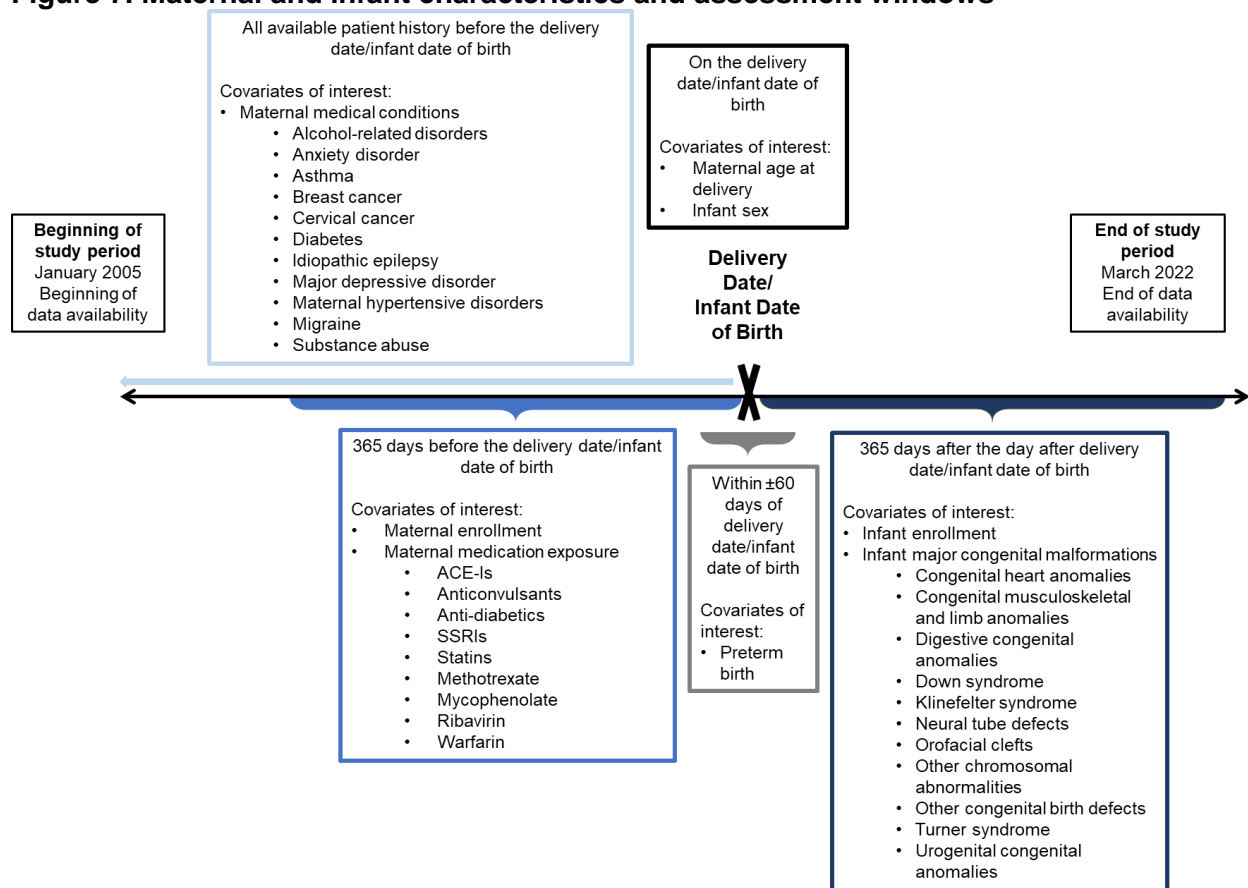 Figure 1. Maternal and infant characteristics and assessment windows
All available patient history before the delivery
date/infant date of birth
Covariates of interest:
• Maternal medical conditions
• Alcohol-related disorders
• Anxiety disorder
• Asthma
• Breast cancer
• Cervical cancer
• Diabetes
• Idiopathic epilepsy
• Major depressive disorder
• Maternal hypertensive disorders
• Migraine
• Substance abuse
On the delivery
date/infant date of
birth
Covariates of interest:
• Maternal age at
delivery
• Infant sex
Beginning of
study period
January 2005
Beginning of
data availability
Delivery
Date/
Infant Date
of Birth
End of study
period
March 2022
End of data
availability
365 days before the delivery date/infant
date of birth
Covariates of interest:
• Maternal enrollment
• Maternal medication exposure
• ACE-Is
• Anticonvulsants
• Anti-diabetics
• SSRIs
• Statins
• Methotrexate
• Mycophenolate
• Ribavirin
• Warfarin
Within ±60
days of
delivery
date/infant
date of birth
Covariates of
interest:
• Preterm
birth
365 days after the day after delivery
date/infant date of birth
Covariates of interest:
• Infant enrollment
• Infant major congenital malformations
• Congenital heart anomalies
• Congenital musculoskeletal
and limb anomalies
• Digestive congenital
anomalies
• Down syndrome
• Klinefelter syndrome
• Neural tube defects
• Orofacial clefts
• Other chromosomal
abnormalities
• Other congenital birth defects
• Turner syndrome
• Urogenital congenital
anomalies